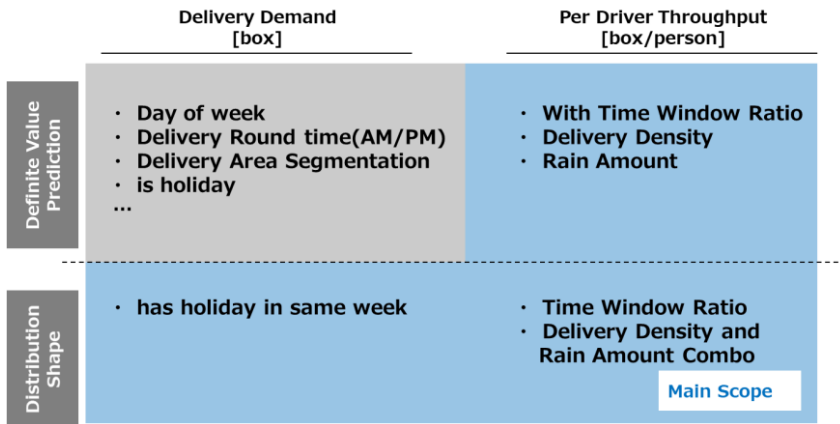 Delivery Demand
[box]
Per Driver Throughput
[box/person]
Definite Value
Prediction
・ Day of week
・ Delivery Round time(AM/PM)
・ Delivery Area Segmentation
・ is holiday
…
・ With Time Window Ratio
・ Delivery Density
・ Rain Amount
Distribution
Shape
・ has holiday in same week
・ Time Window Ratio
・ Delivery Density and
Rain Amount Combo
Main Scope